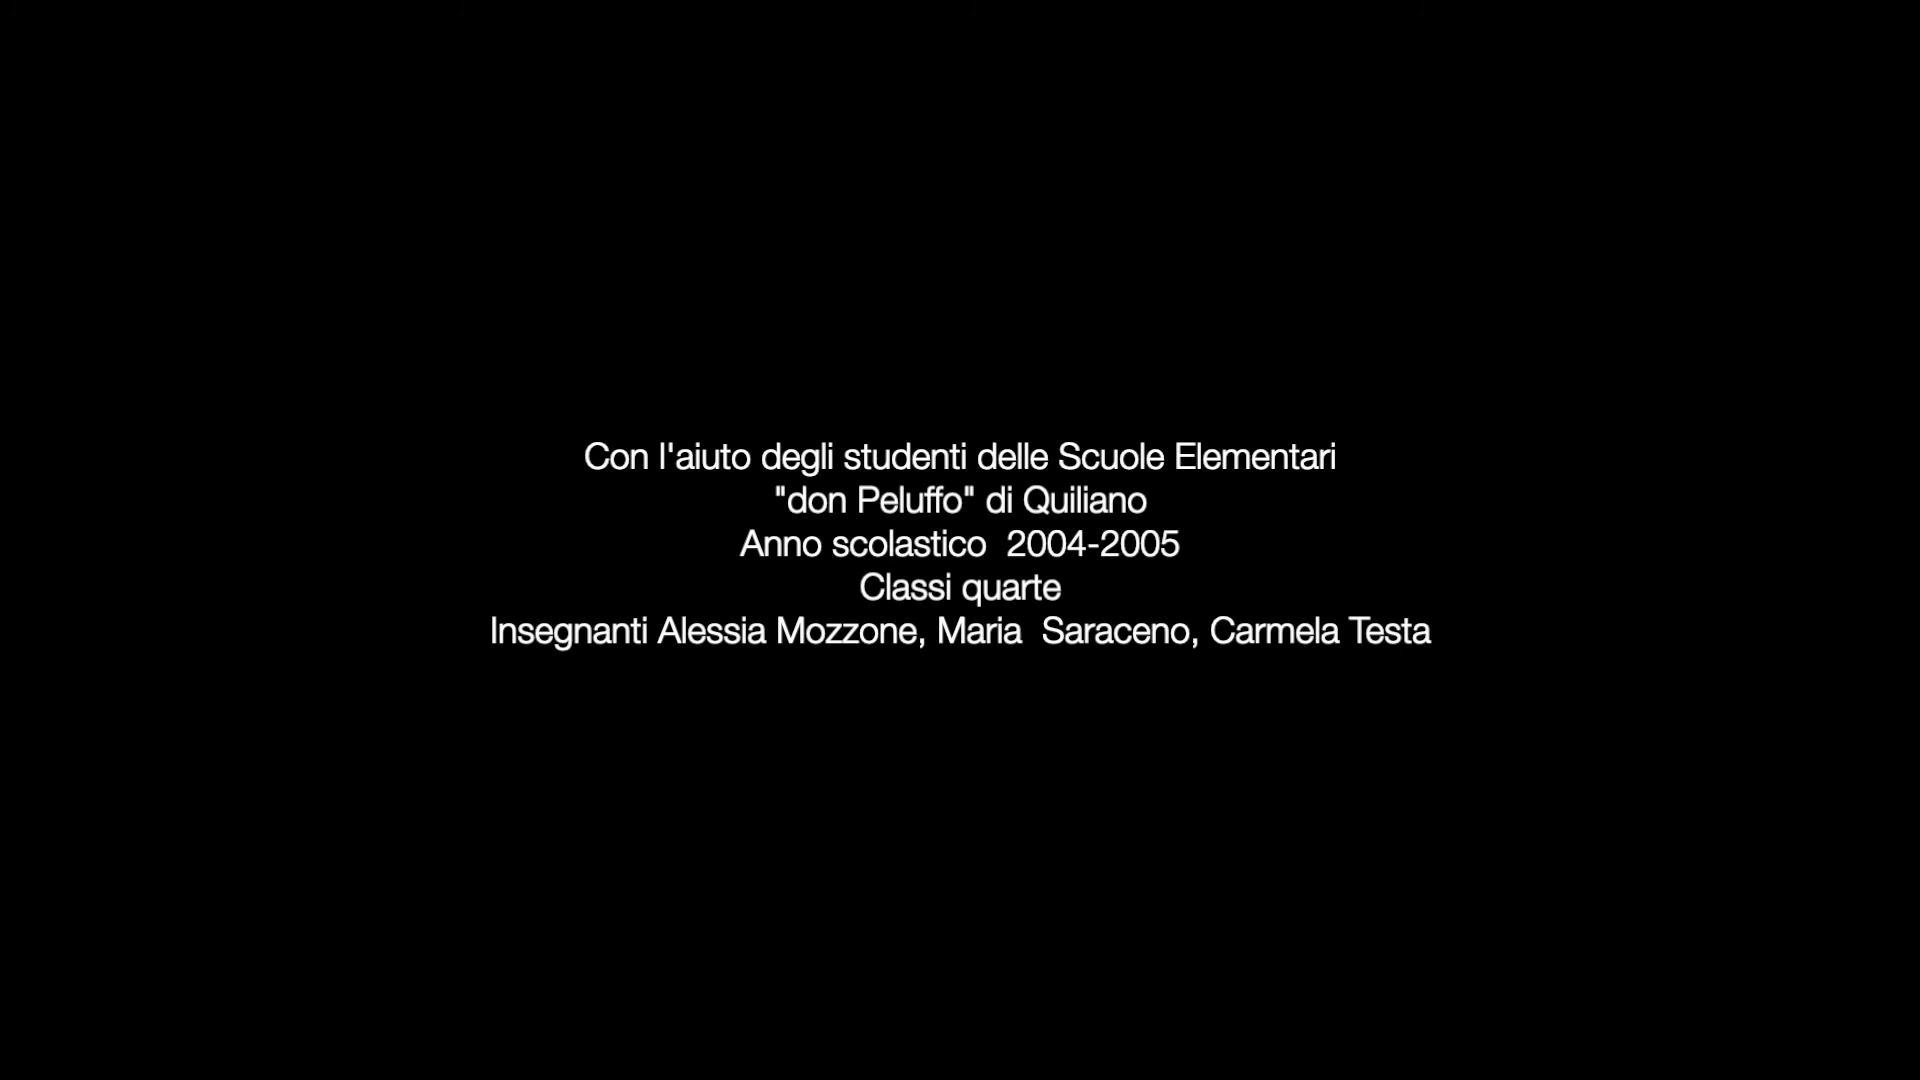 Con l'aiuto degli studenti delle Scuole Elementari
"don Peluffo" di Quiliano
Anno scolastico  2004-2005
Classi quarte
Insegnanti Alessia Mozzone, Maria  Saraceno, Carmela Testa